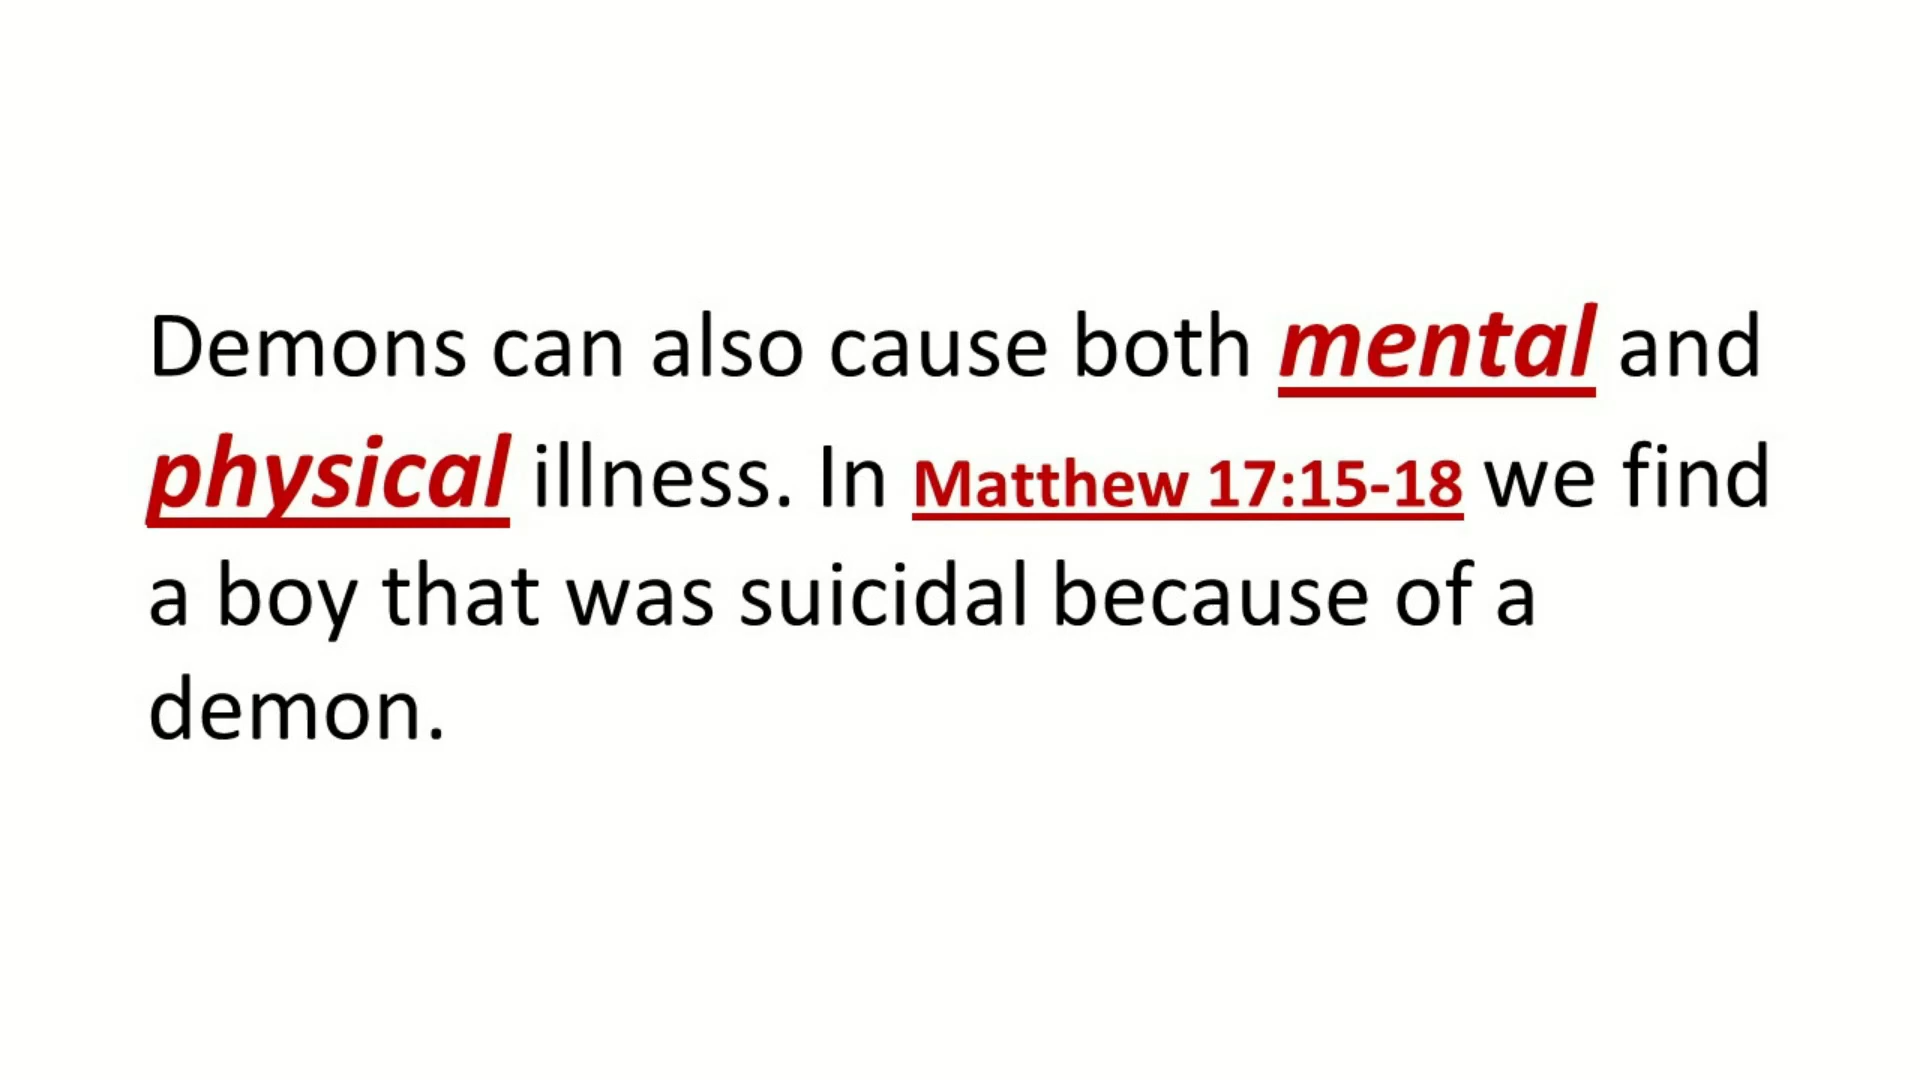 Demons can also cause both mental and
physical illness. In Matthew 17:15-18 we find
a boy that was suicidal because of a
demon.